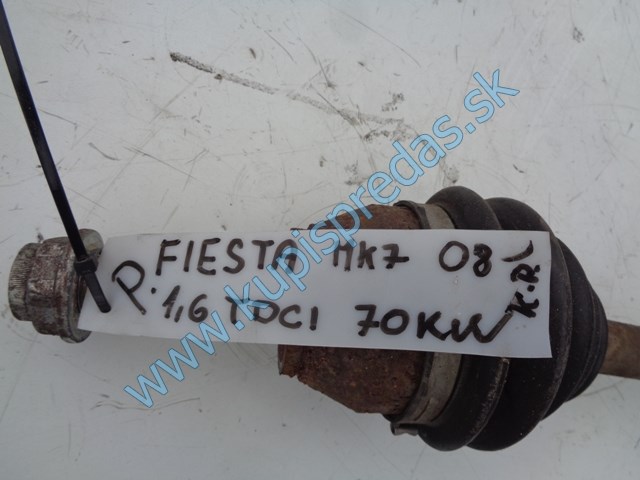 P. FIESTA MK7 08
1,6 TDCI 70KW
K.R.
www.kupispredas.sk